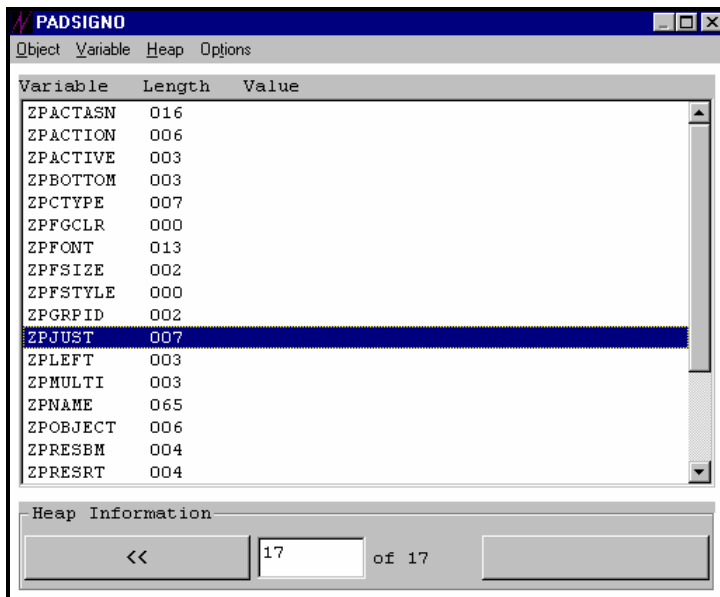 PADSIGNO
Object Variable Heap Options
Variable Length Value
ZPACTASN 016
ZPACTION 006
ZPACTIVE 003
ZPBOTTOM 003
ZPCTYPE 007
ZPFGCLR 000
ZPFONT 013
ZPFSIZE 002
ZPFSTYLE 000
ZPGRPID 002
ZPJUST 007
ZPLEFT 003
ZPMULTI 003
ZPNAME 065
ZPOBJECT 006
ZPRESBM 004
ZPRESRT 004
Heap Information
<< 17 of 17